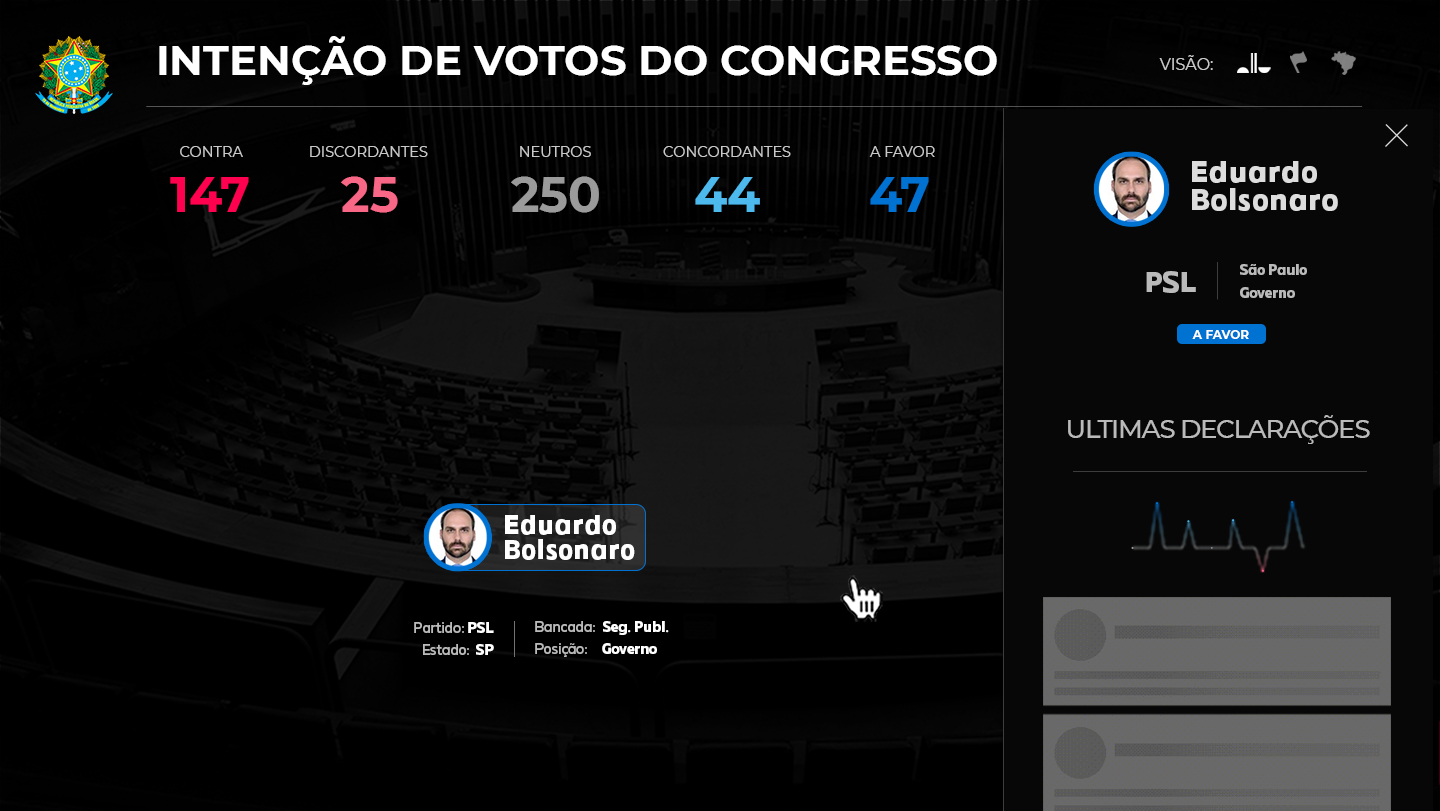 INTENÇÃO DE VOTOS DO CONGRESSO
VISÃO:
CONTRA
147
DISCORDANTES
25
NEUTROS
250
CONCORDANTES
44
A FAVOR
47
Eduardo
Bolsonaro
PSL
São Paulo
Governo
A FAVOR
ULTIMAS DECLARAÇÕES
Eduardo
Bolsonaro
Partido: PSL
Estado: SP
Bancada: Seg. Publ.
Posição: Governo